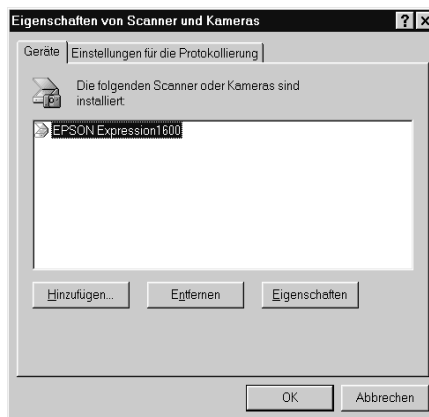 Eigenschaften von Scanner und Kameras
Geräte
Einstellungen für die Protokollierung
Die folgenden Scanner oder Kameras sind
installiert:
EPSON Expression1600
Hinzufügen...
Entfernen
Eigenschaften
OK
Abbrechen